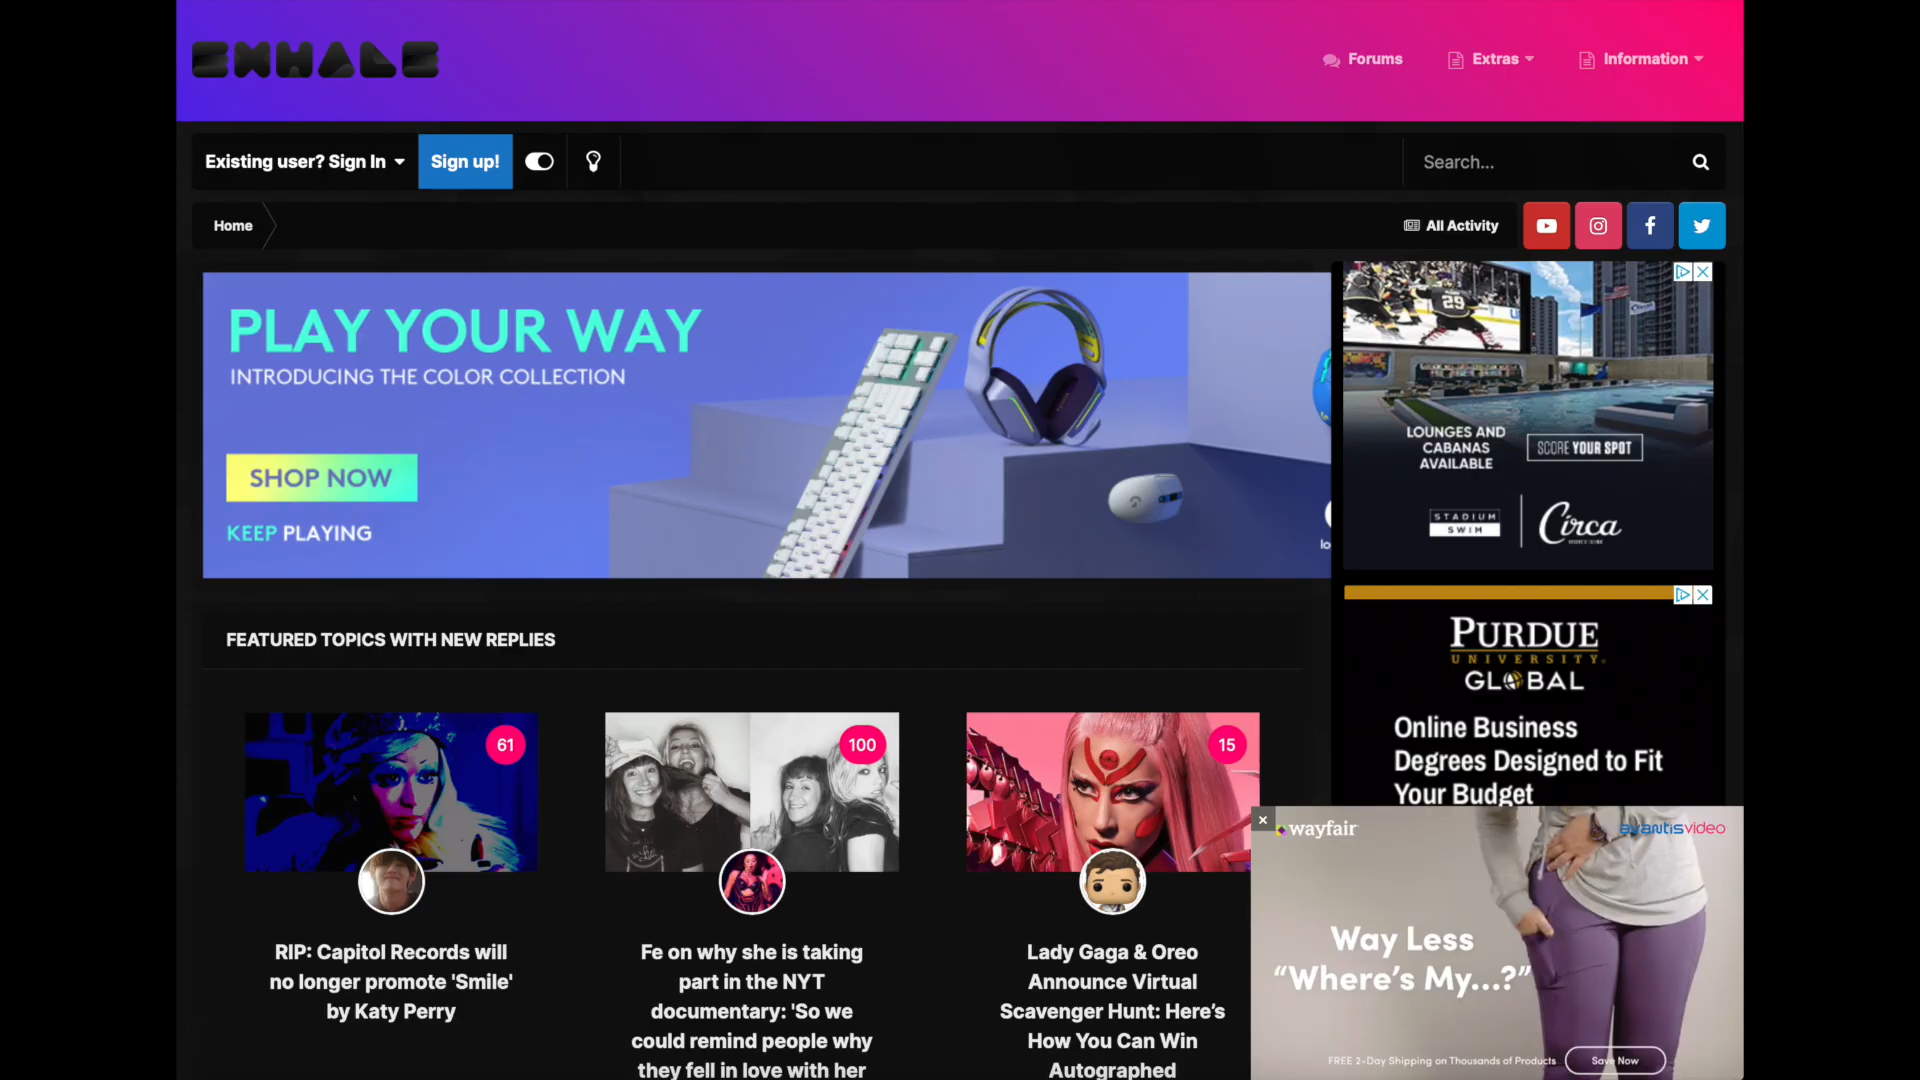 EXHALE
Forums
Extras
Information
Existing user? Sign In
Sign up!
Search...
Home
All Activity
PLAY YOUR WAY
INTRODUCING THE COLOR COLLECTION
SHOP NOW
KEEP PLAYING
lo
29
LOUNGES AND
CABANAS
AVAILABLE
SCORE YOUR SPOT
STADIUM
SWIM
Circa
PURDUE
UNIVERSITY
GLOBAL
Online Business
Degrees Designed to Fit
Your Budget
FEATURED TOPICS WITH NEW REPLIES
61
100
15
RIP: Capitol Records will
no longer promote 'Smile'
by Katy Perry
Fe on why she is taking
part in the NYT
documentary: 'So we
could remind people why
they fell in love with her
Lady Gaga & Oreo
Announce Virtual
Scavenger Hunt: Here's
How You Can Win
Autographed
wayfair
avantisvideo
Way Less
“Where's My...?”
FREE 2-Day Shipping on Thousands of Products
Save Now